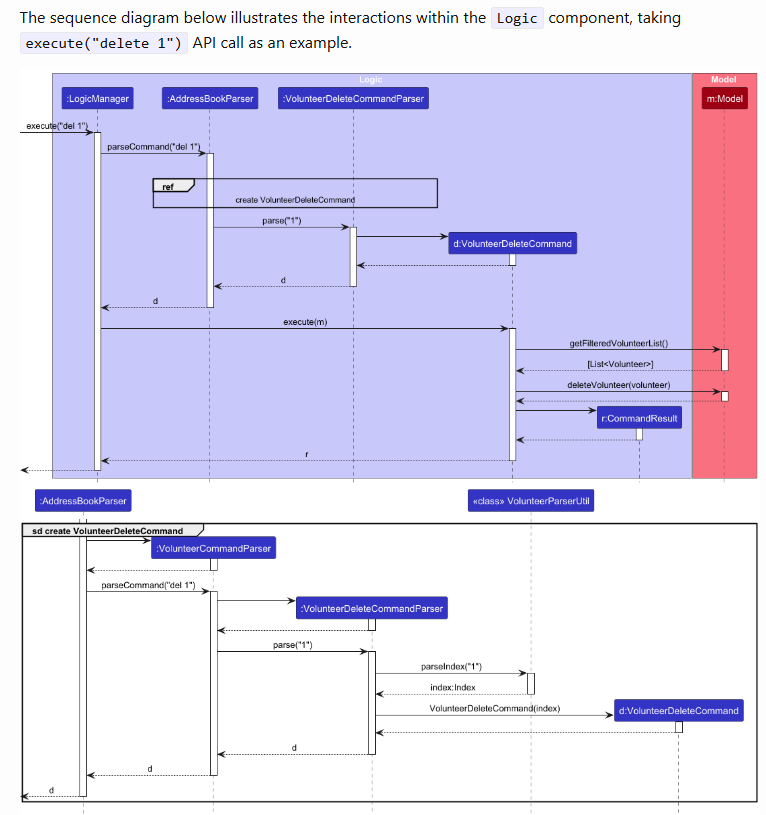 The sequence diagram below illustrates the interactions within the Logic component, taking
execute("delete 1") API call as an example.
Logic
Model
:LogicManager
:AddressBookParser
:VolunteerDeleteCommandParser
m:Model
execute("del 1")
parseCommand("del 1")
ref
create VolunteerDeleteCommand
parse("1")
d:VolunteerDeleteCommand
d
d
execute(m)
getFilteredVolunteerList()
[List<Volunteer>]
deleteVolunteer(volunteer)
r:CommandResult
r
:AddressBookParser
«class» VolunteerParserUtil
sd create VolunteerDeleteCommand
:VolunteerCommandParser
parseCommand("del 1")
:VolunteerDeleteCommandParser
parse("1")
parseIndex("1")
index:Index
VolunteerDeleteCommand(index)
d:VolunteerDeleteCommand
d
d
d